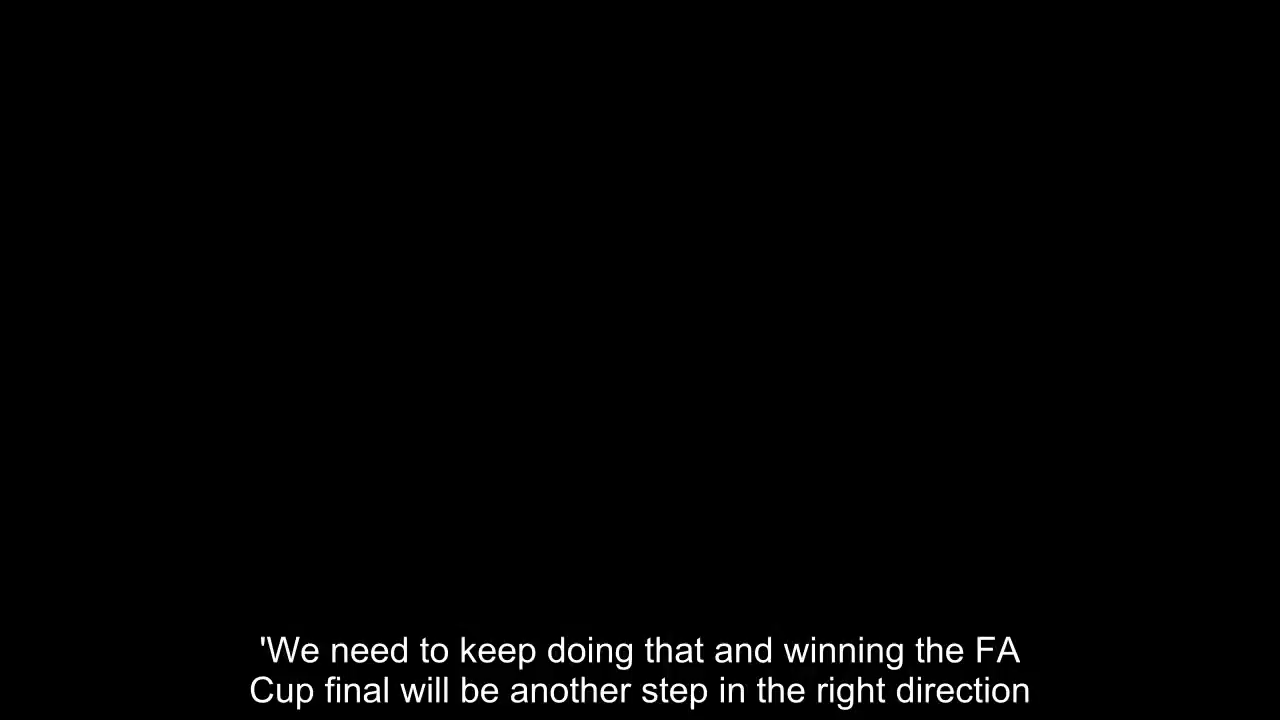 'We need to keep doing that and winning the FA
Cup final will be another step in the right direction